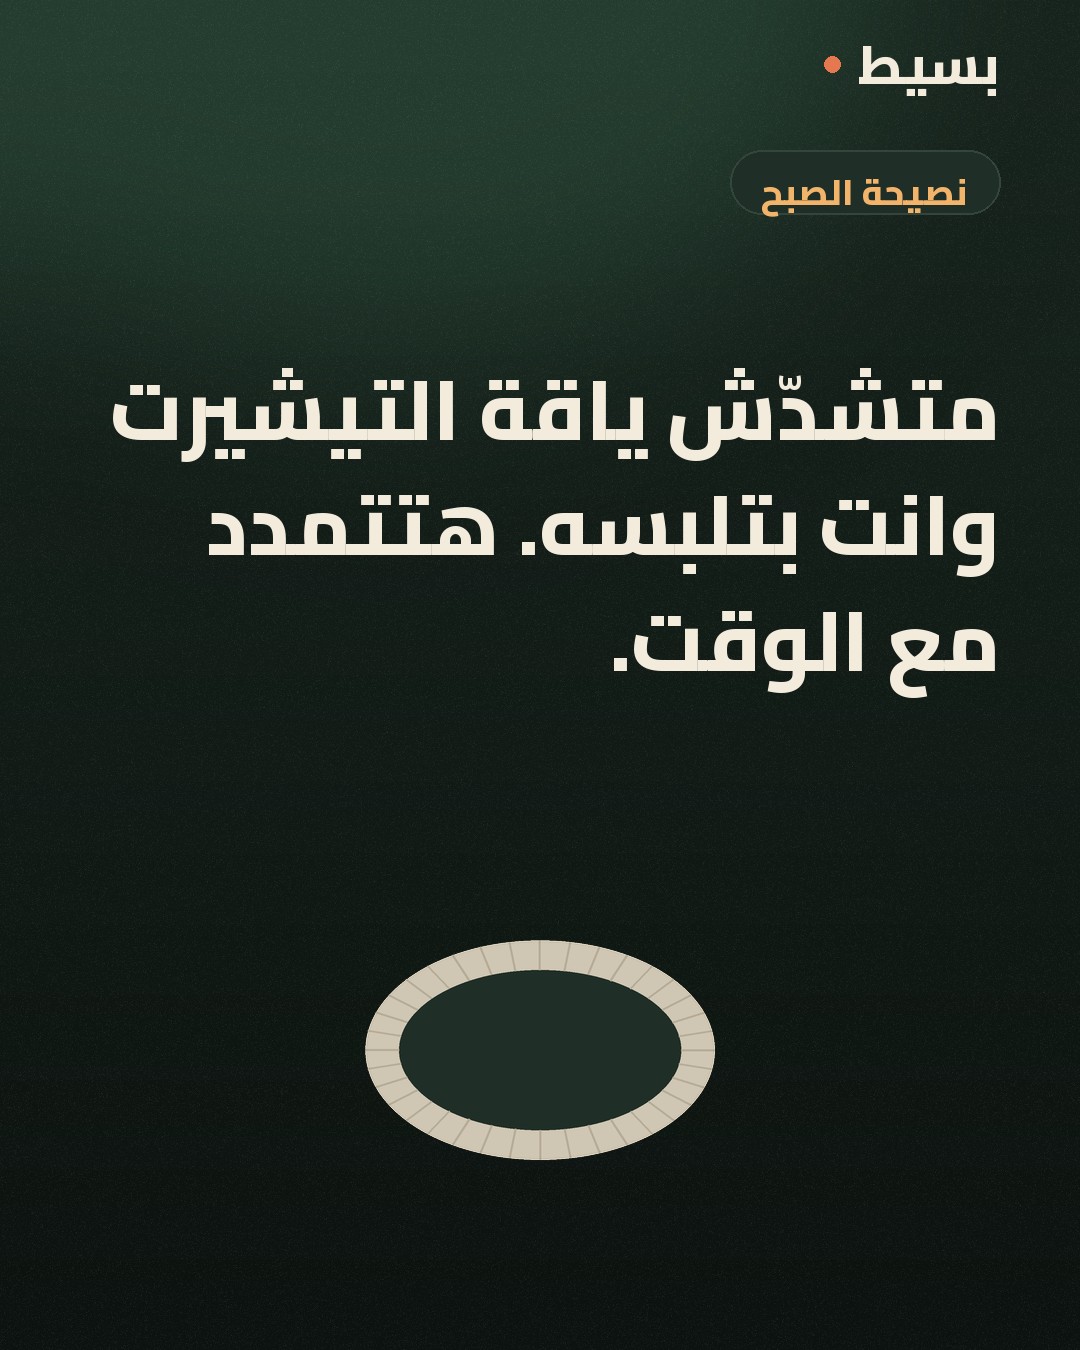 بسيط
نصيحة الصبح
متشدّش ياقة التيشيرت
وانت بتلبسه. هتتمدد
مع الوقت.